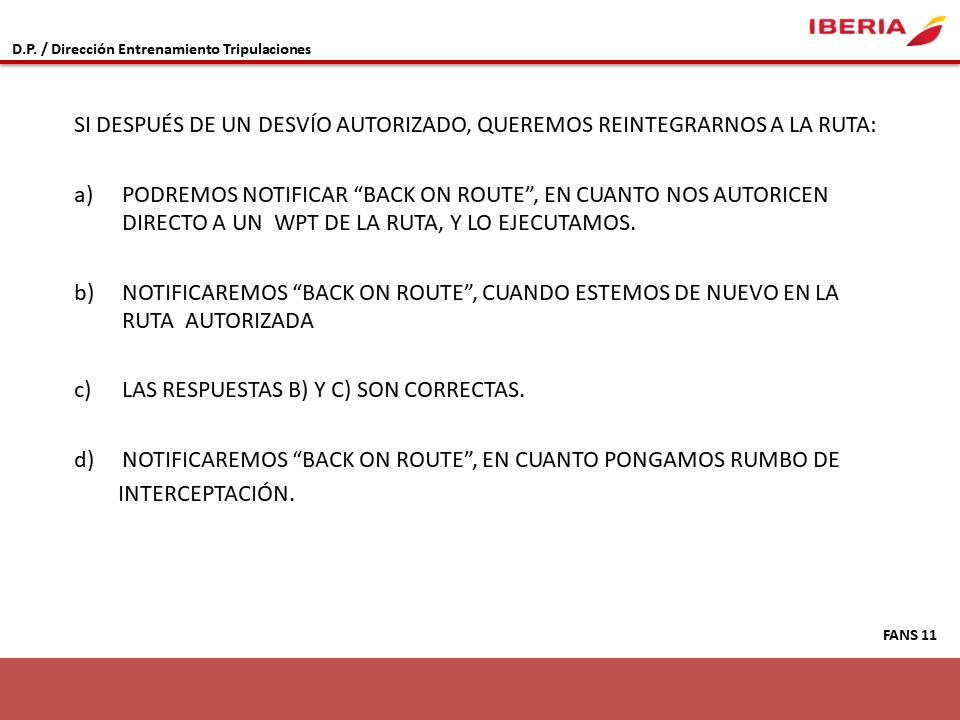 IBERIA
D.P. / Dirección Entrenamiento Tripulaciones
SI DESPUÉS DE UN DESVÍO AUTORIZADO, QUEREMOS REINTEGRARNOS A LA RUTA:
a) PODREMOS NOTIFICAR “BACK ON ROUTE”, EN CUANTO NOS AUTORICEN
DIRECTO A UN WPT DE LA RUTA, Y LO EJECUTAMOS.
b) NOTIFICAREMOS “BACK ON ROUTE”, CUANDO ESTEMOS DE NUEVO EN LA
RUTA AUTORIZADA
c) LAS RESPUESTAS B) Y C) SON CORRECTAS.
d) NOTIFICAREMOS “BACK ON ROUTE”, EN CUANTO PONGAMOS RUMBO DE
INTERCEPTACIÓN.
FANS 11